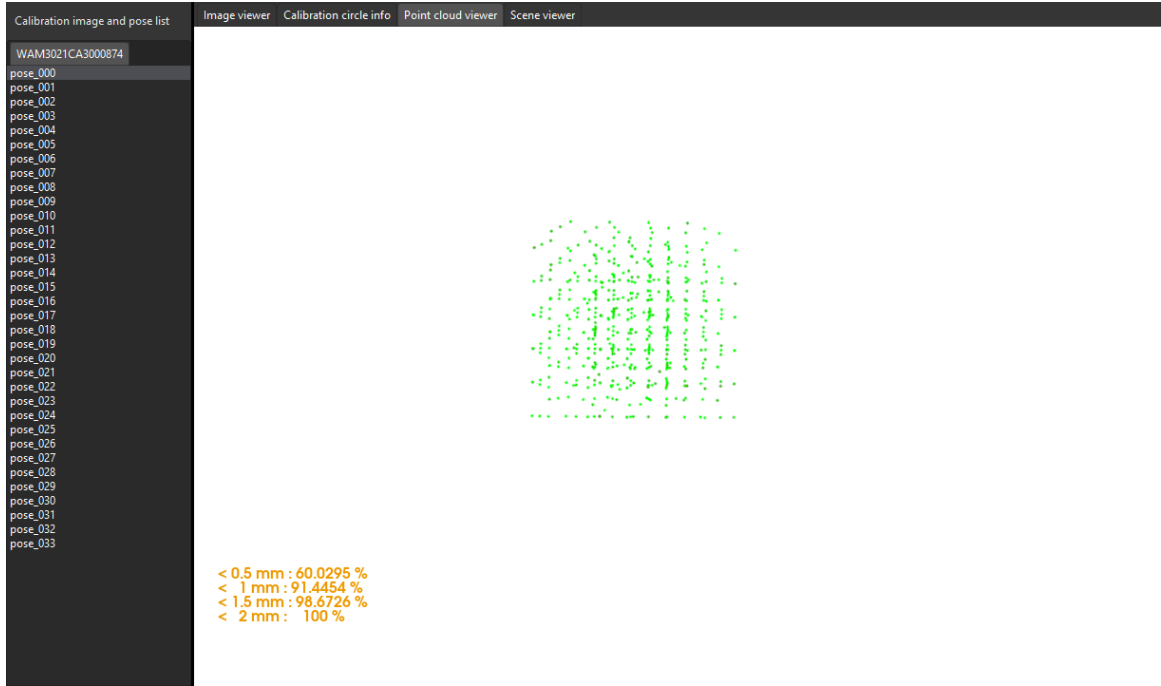 Calibration image and pose list
Image viewer Calibration circle info Point cloud viewer Scene viewer
WAM3021CA3000874
pose_000
pose_001
pose_002
pose_003
pose_004
pose_005
pose_006
pose_007
pose_008
pose_009
pose_010
pose_011
pose_012
pose_013
pose_014
pose_015
pose_016
pose_017
pose_018
pose_019
pose_020
pose_021
pose_022
pose_023
pose_024
pose_025
pose_026
pose_027
pose_028
pose_029
pose_030
pose_031
pose_032
pose_033
< 0.5 mm : 60.0295 %
< 1 mm : 91.4454 %
< 1.5 mm : 98.6726 %
< 2 mm : 100 %